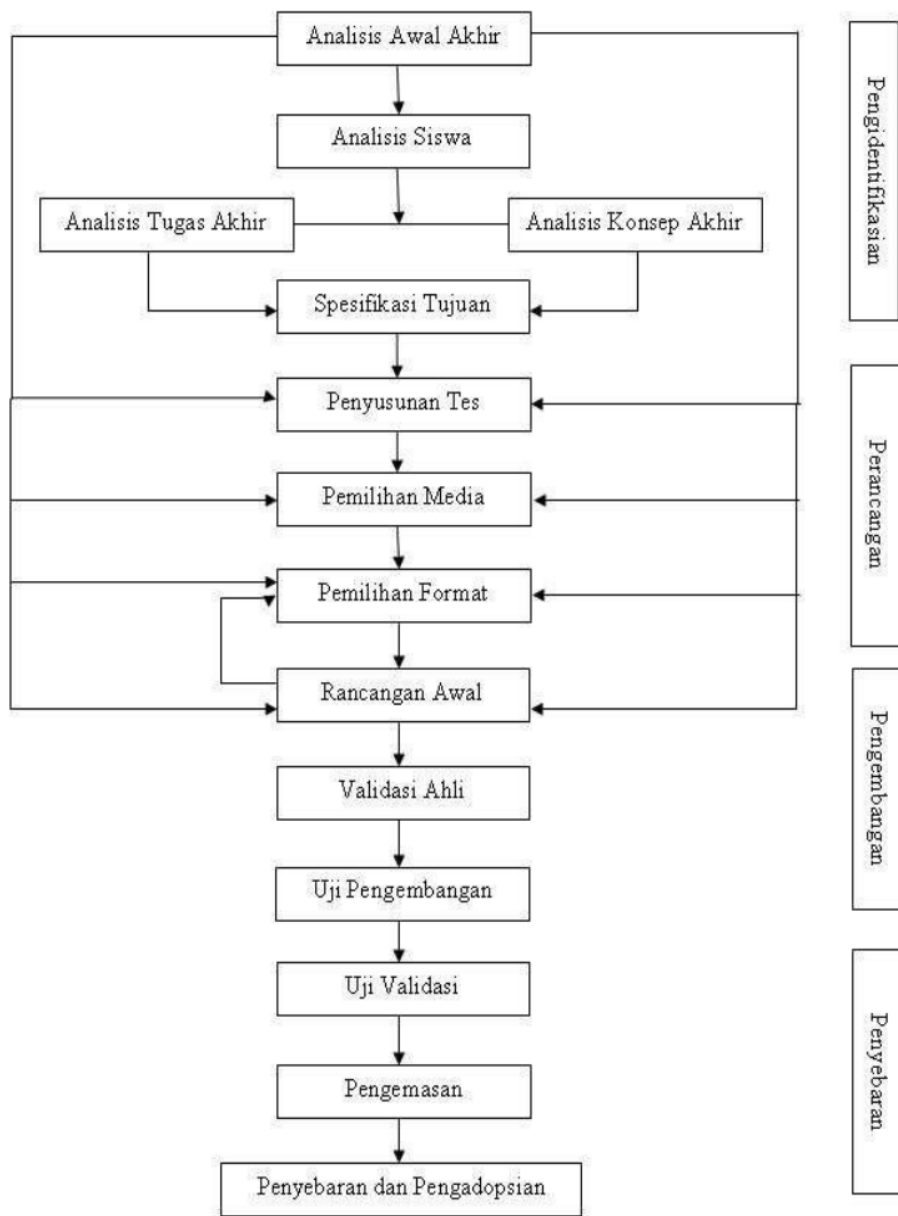 Analisis Awal Akhir
Analisis Siswa
Analisis Tugas Akhir
Analisis Konsep Akhir
Spesifikasi Tujuan
Penyusunan Tes
Pemilihan Media
Pemilihan Format
Rancangan Awal
Validasi Ahli
Uji Pengembangan
Uji Validasi
Pengemasan
Penyebaran dan Pengadopsian
Pengidentifikasian
Perancangan
Pengembangan
Penyebaran